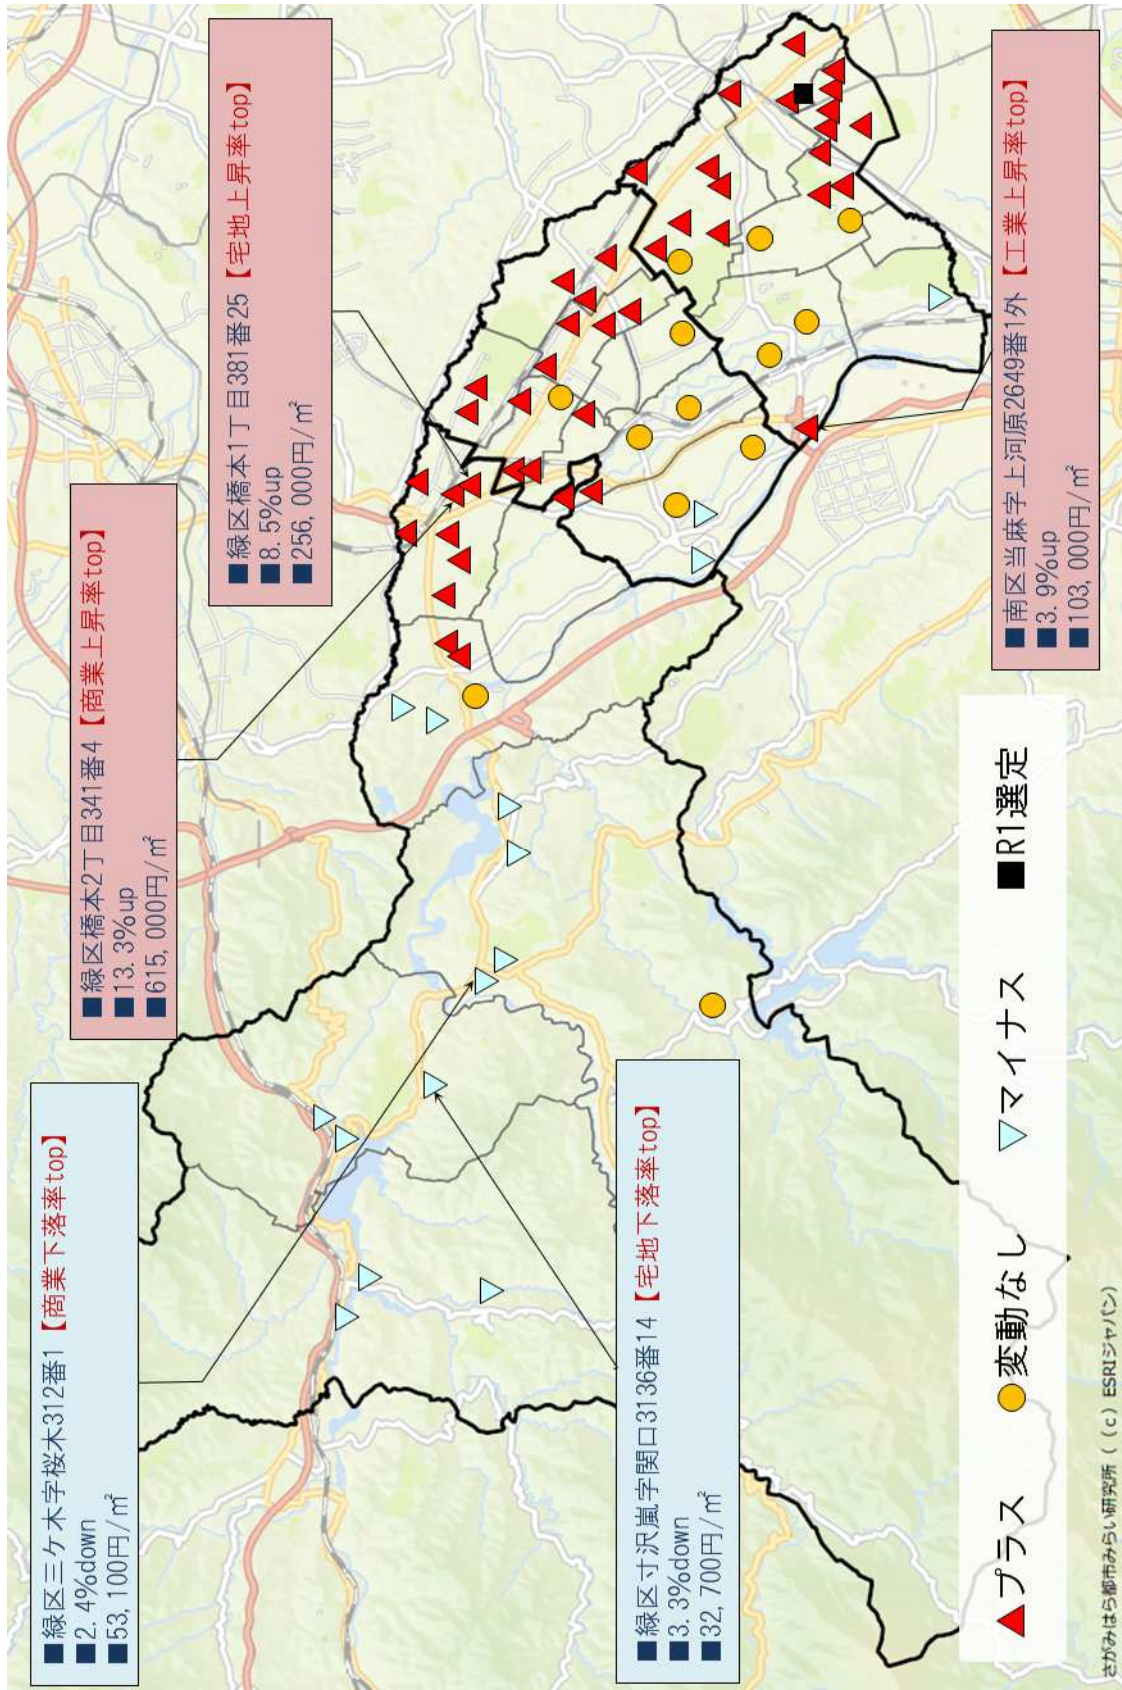 ■緑区三ケ木字桜木312番1【商業下落率top】
■2.4%down
■53,100円/㎡
■緑区橋本2丁目341番4【商業上昇率top】
■13.3%up
■615,000円/㎡
■緑区橋本1丁目381番25【宅地上昇率top】
■8.5%up
■256,000円/㎡
■緑区寸沢嵐字関口3136番14【宅地下落率top】
■3.3%down
■32,700円/㎡
■南区当麻字上河原2649番1外【工業上昇率top】
■3.9%up
■103,000円/㎡
▲プラス ●変動なし ▽マイナス ■R1選定
さがみはら都市みらい研究所((c)ESRIジャパン)